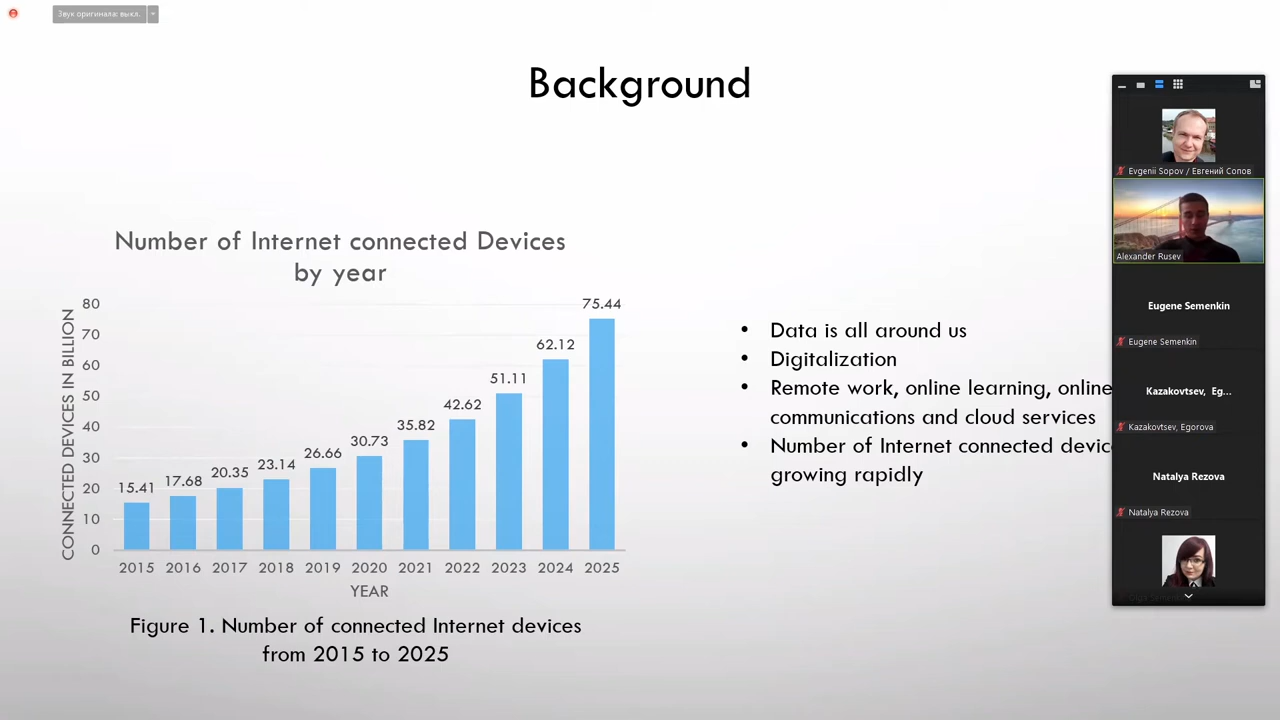 Звук оригинала: выкл.
Background
Number of Internet connected Devices
by year
CONNECTED DEVICES IN BILLION
80
70
60
50
40
30
20
10
0
15.41
17.68
20.35
23.14
26.66
30.73
35.82
42.62
51.11
62.12
75.44
2015 2016 2017 2018 2019 2020 2021 2022 2023 2024 2025
YEAR
Figure 1. Number of connected Internet devices
from 2015 to 2025
• Data is all around us
• Digitalization
• Remote work, online learning, online
communications and cloud services
• Number of Internet connected devic
growing rapidly
Evgenii Sopov / Евгений Сопов
Alexander Rusev
Eugene Semenkin
Eugene Semenkin
Kazakovtsev, Eg...
Kazakovtsev, Egorova
Natalya Rezova
Natalya Rezova